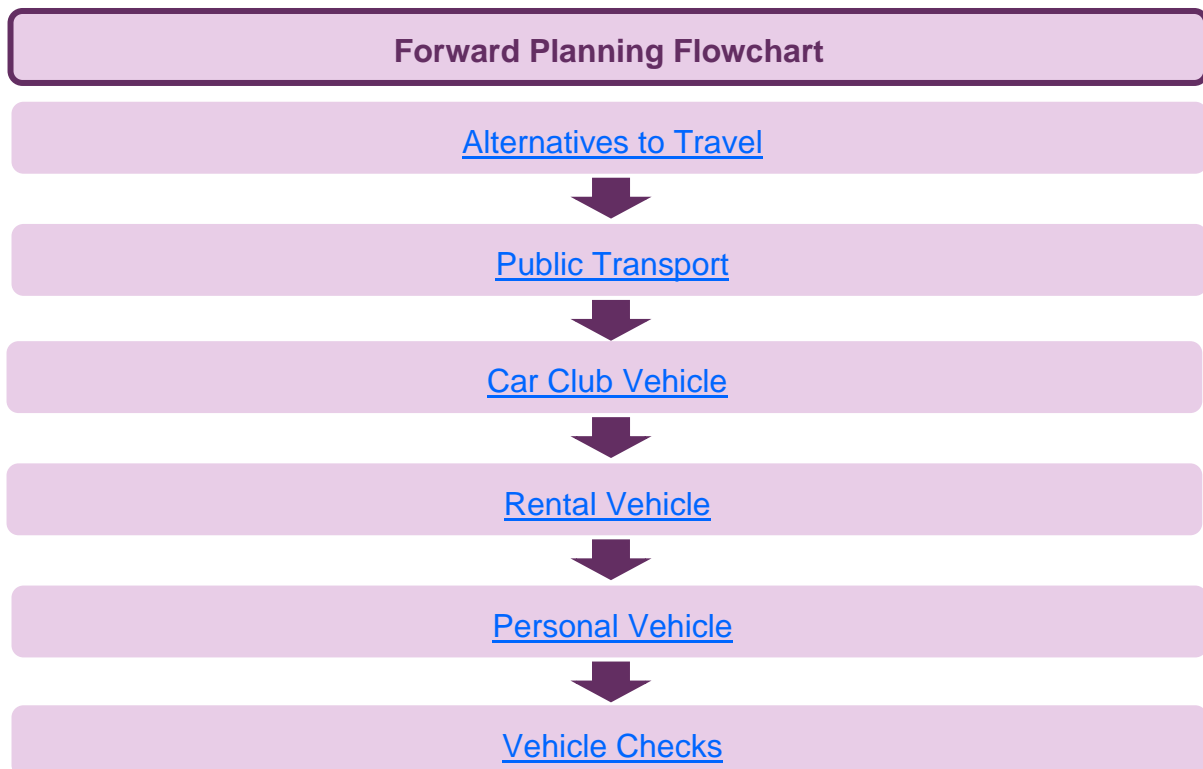 Forward Planning Flowchart
Alternatives to Travel
Public Transport
Car Club Vehicle
Rental Vehicle
Personal Vehicle
Vehicle Checks